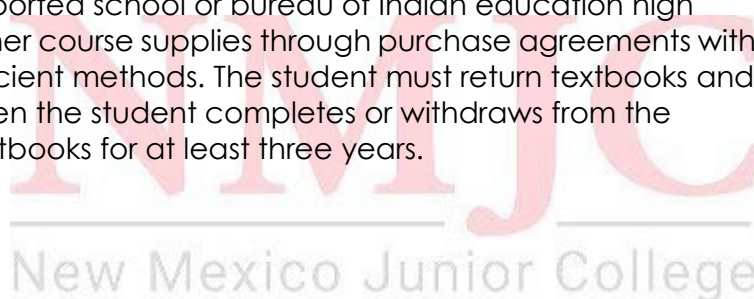 ported school or bureau of Indian education high
her course supplies through purchase agreements with
cient methods. The student must return textbooks and
en the student completes or withdraws from the
tbooks for at least three years.
NMJC
New Mexico Junior College